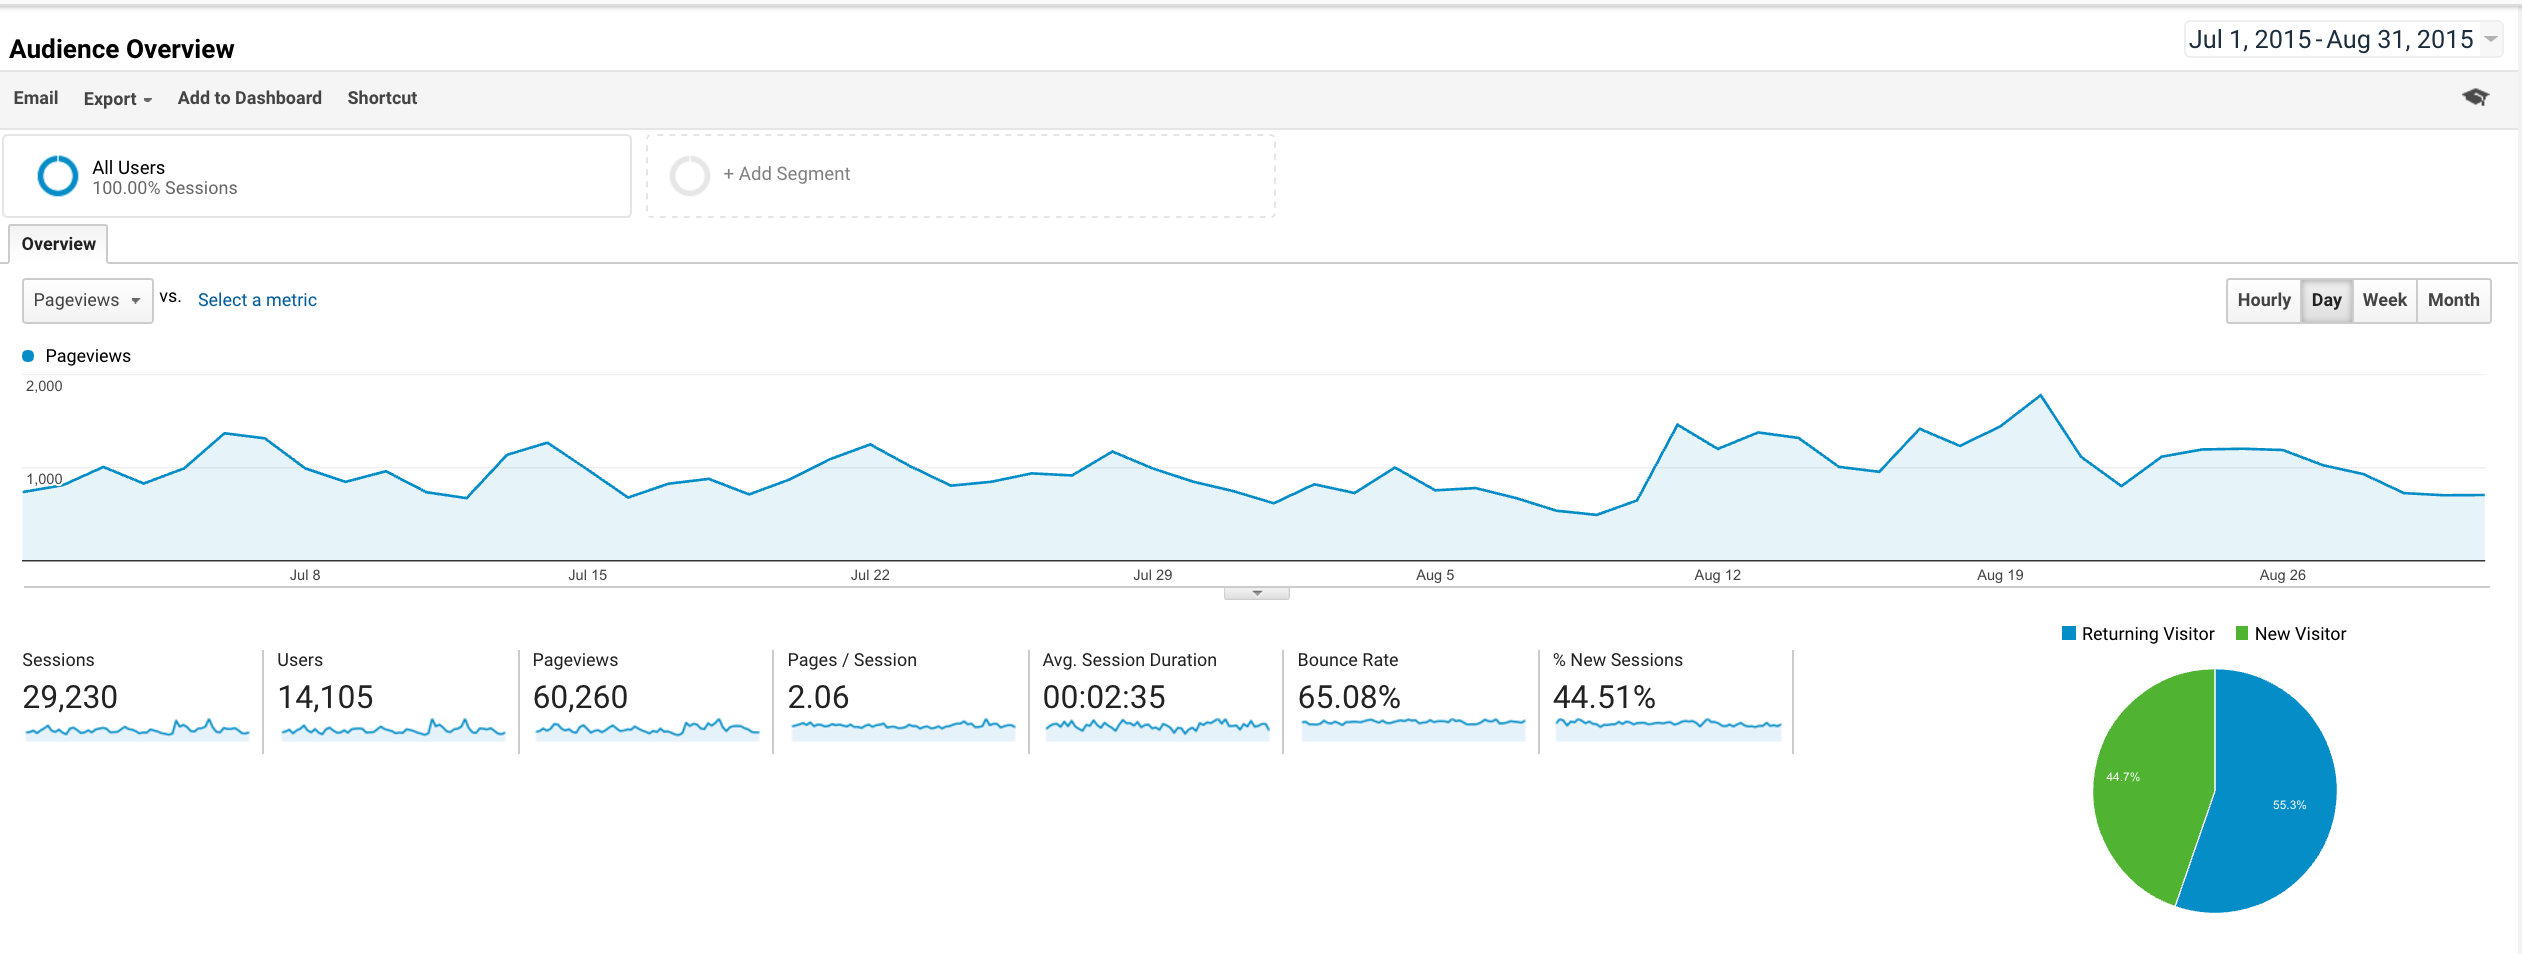 Audience Overview
Jul 1, 2015 - Aug 31, 2015
Email Export Add to Dashboard Shortcut
All Users
100.00% Sessions
+ Add Segment
Overview
Pageviews vs. Select a metric
Hourly Day Week Month
Pageviews
2,000
1,000
Jul 8 Jul 15 Jul 22 Jul 29 Aug 5 Aug 12 Aug 19 Aug 26
Sessions
29,230
Users
14,105
Pageviews
60,260
Pages / Session
2.06
Avg. Session Duration
00:02:35
Bounce Rate
65.08%
% New Sessions
44.51%
Returning Visitor New Visitor
44.7%
55.3%